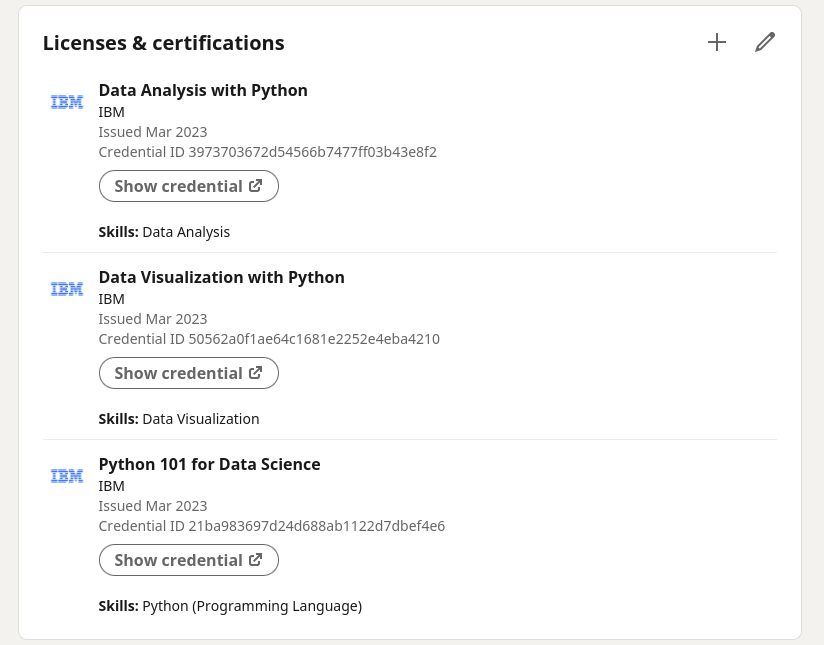 Licenses & certifications
IBM
Data Analysis with Python
IBM
Issued Mar 2023
Credential ID 3973703672d54566b7477ff03b43e8f2
Show credential
Skills: Data Analysis
IBM
Data Visualization with Python
IBM
Issued Mar 2023
Credential ID 50562a0f1ae64c1681e2252e4eba4210
Show credential
Skills: Data Visualization
IBM
Python 101 for Data Science
IBM
Issued Mar 2023
Credential ID 21ba983697d24d688ab1122d7dbef4e6
Show credential
Skills: Python (Programming Language)